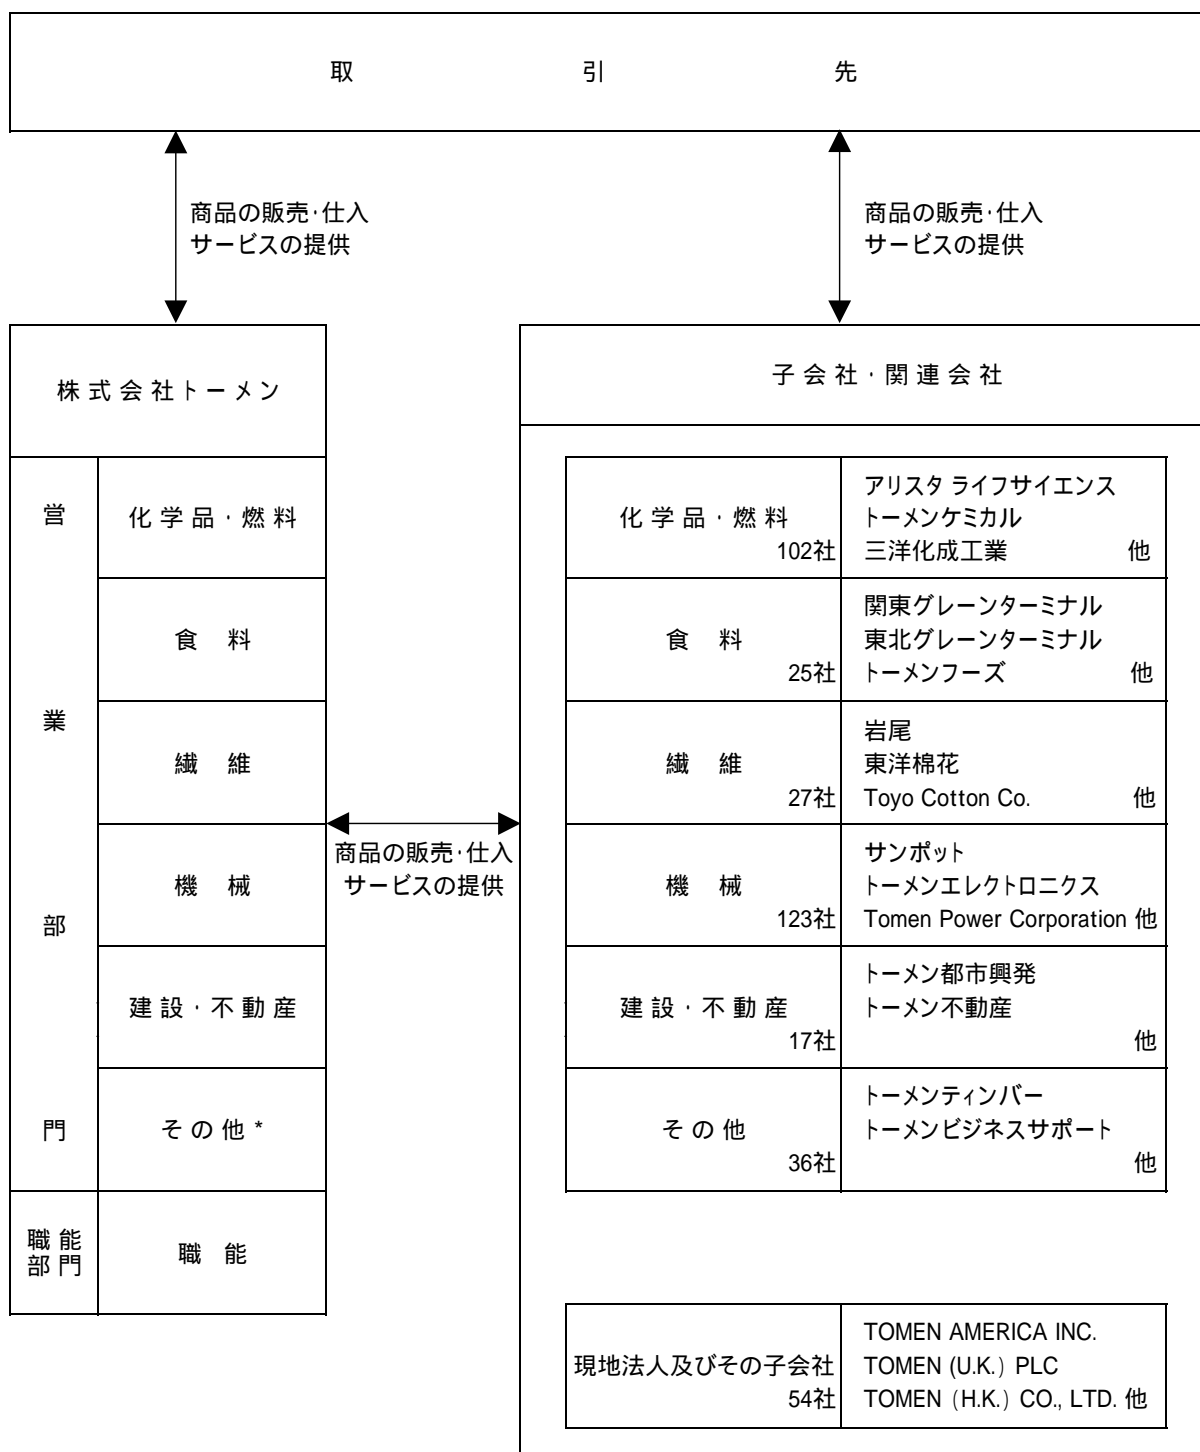 取引先
商品の販売・仕入
サービスの提供
商品の販売・仕入
サービスの提供
株式会社トーメン
営業部門
化学品・燃料
食料
繊維
機械
建設・不動産
その他*
職能
部門
職能
商品の販売・仕入
サービスの提供
子会社・関連会社
化学品・燃料
102社
アリスタ ライフサイエンス
トーメンケミカル
三洋化成工業 他
食料
25社
関東グレーンターミナル
東北グレーンターミナル
トーメンフーズ 他
繊維
27社
岩尾
東洋棉花
Toyo Cotton Co. 他
機械
123社
サンポット
トーメンエレクトロニクス
Tomen Power Corporation 他
建設・不動産
17社
トーメン都市興発
トーメン不動産
他
その他
36社
トーメンティンバー
トーメンビジネスサポート
他
現地法人及びその子会社
54社
TOMEN AMERICA INC.
TOMEN (U.K.) PLC
TOMEN (H.K.) CO., LTD. 他